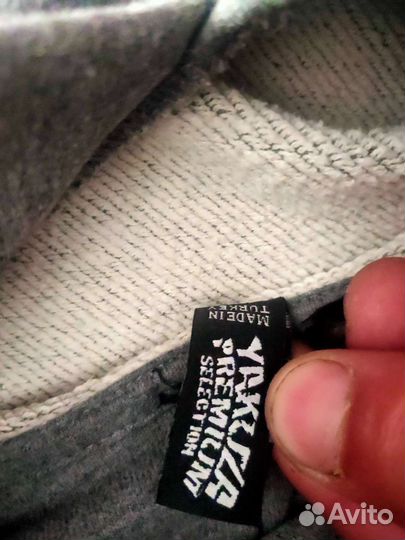 MADE IN
TURKEY
YAKUZA
PREMIUM
SELECTION
Avito